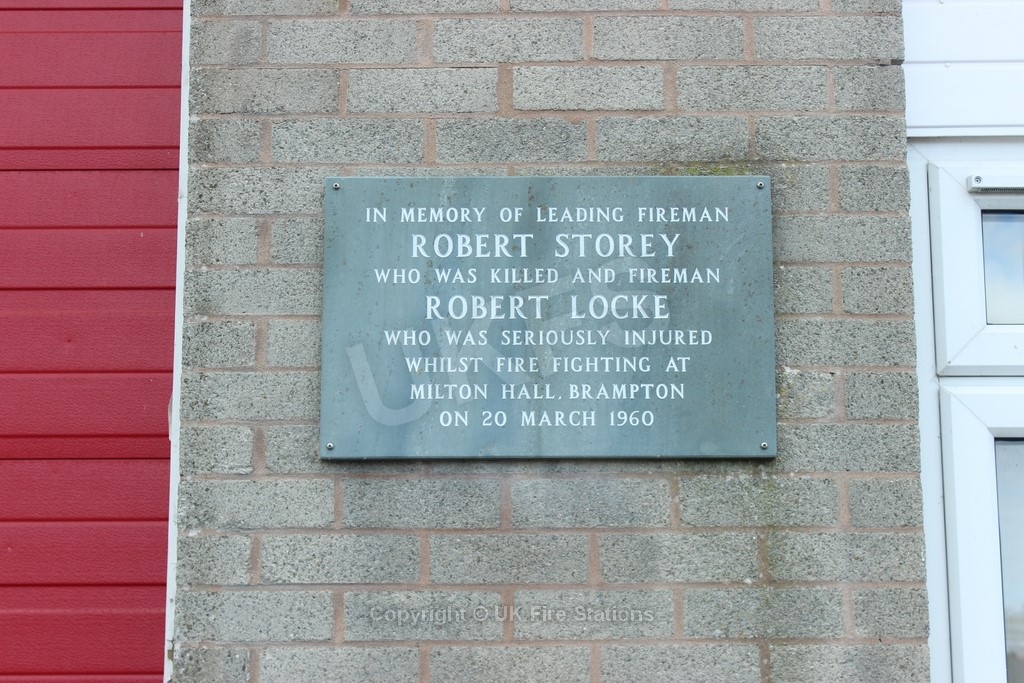 IN MEMORY OF LEADING FIREMAN
ROBERT STOREY
WHO WAS KILLED AND FIREMAN
ROBERT LOCKE
WHO WAS SERIOUSLY INJURED
WHILST FIRE FIGHTING AT
MILTON HALL, BRAMPTON
ON 20 MARCH 1960
UKFS
Copyright © UK Fire Stations